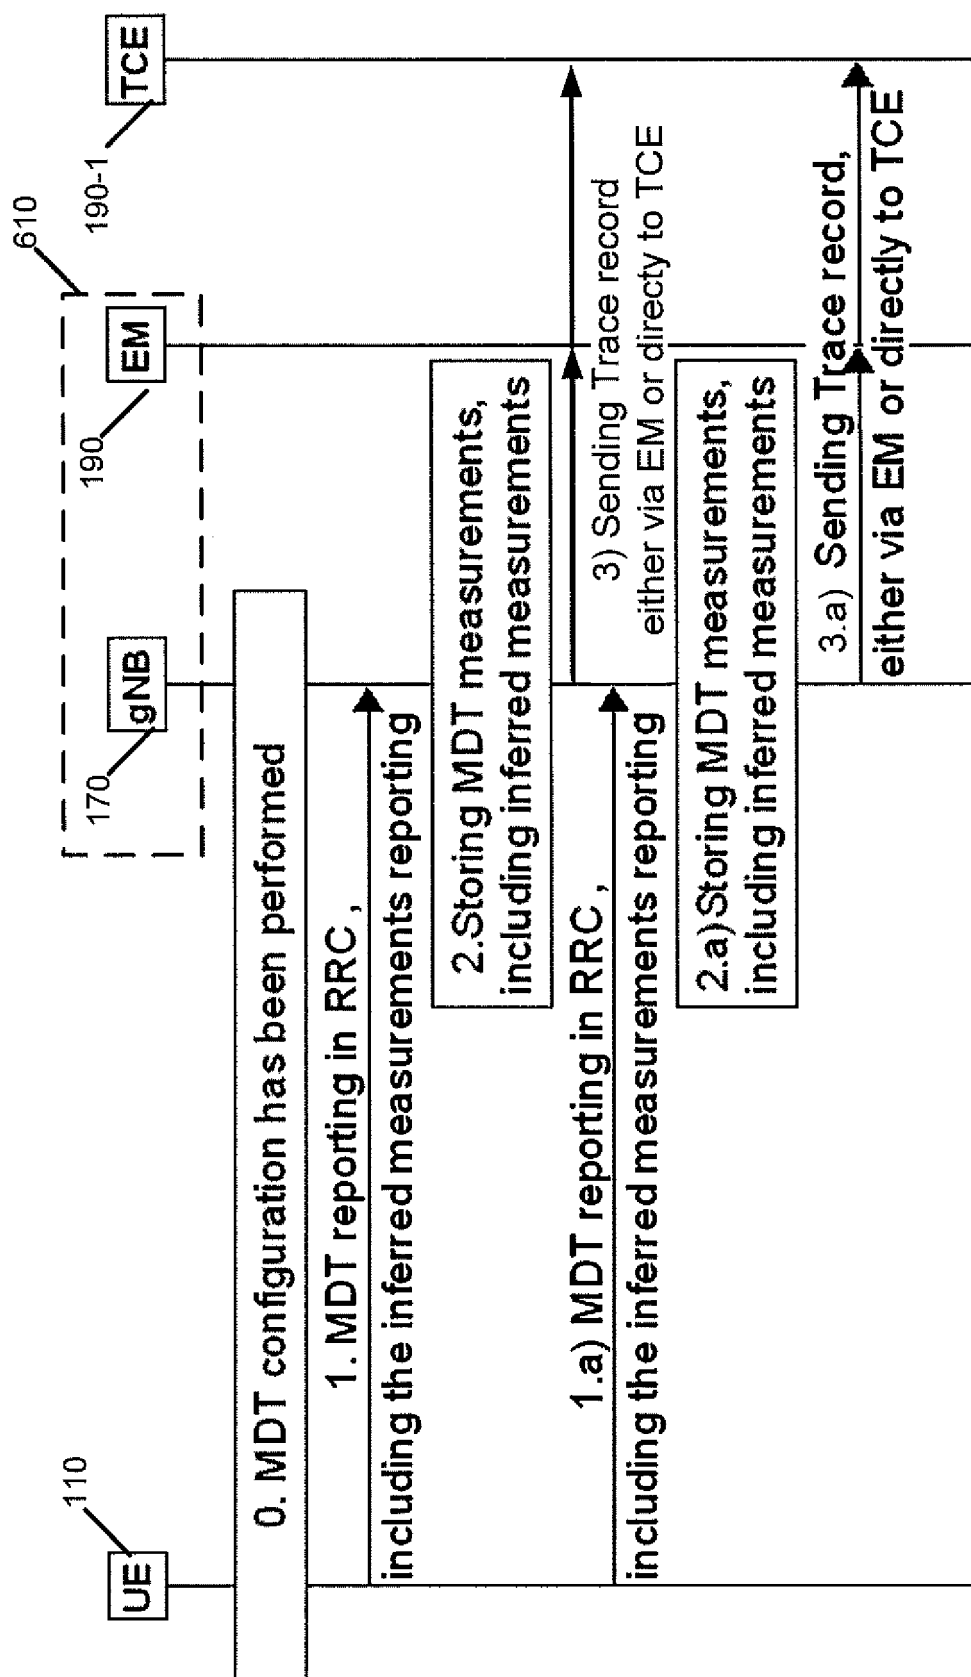 610
110
170
190
190-1
UE
gNB
EM
TCE
0. MDT configuration has been performed
1. MDT reporting in RRC,
including the inferred measurements reporting
2.Storing MDT measurements,
including inferred measurements
3) Sending Trace record
either via EM or directy to TCE
1.a) MDT reporting in RRC,
including the inferred measurements reporting
2.a)Storing MDT measurements,
including inferred measurements
3.a) Sending Trace record,
either via EM or directly to TCE